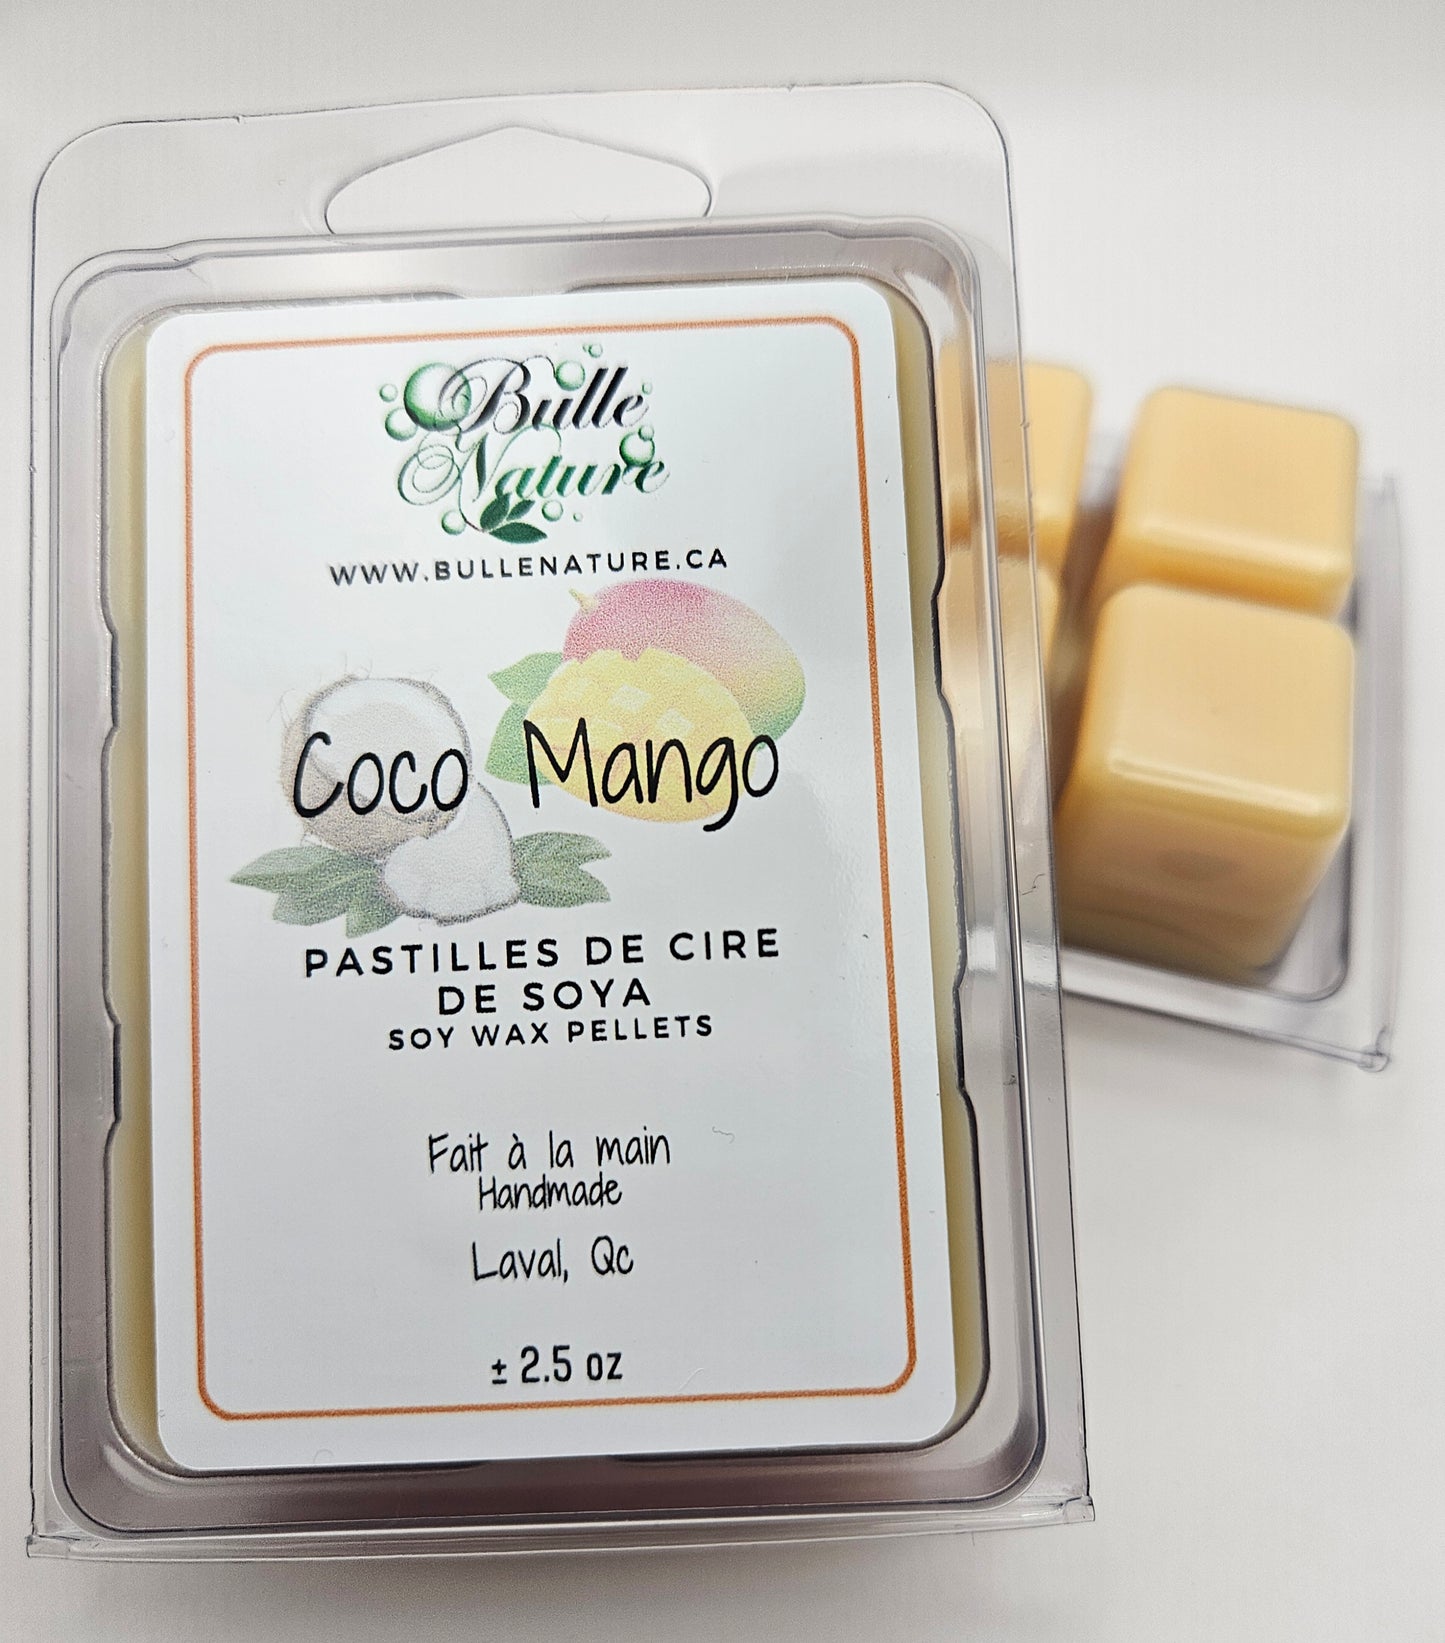 Bulle
Nature
WWW.BULLENATURE.CA
Coco Mango
PASTILLES DE CIRE
DE SOYA
SOY WAX PELLETS
Fait à la main
Handmade
Laval, Qc
± 2.5 oz